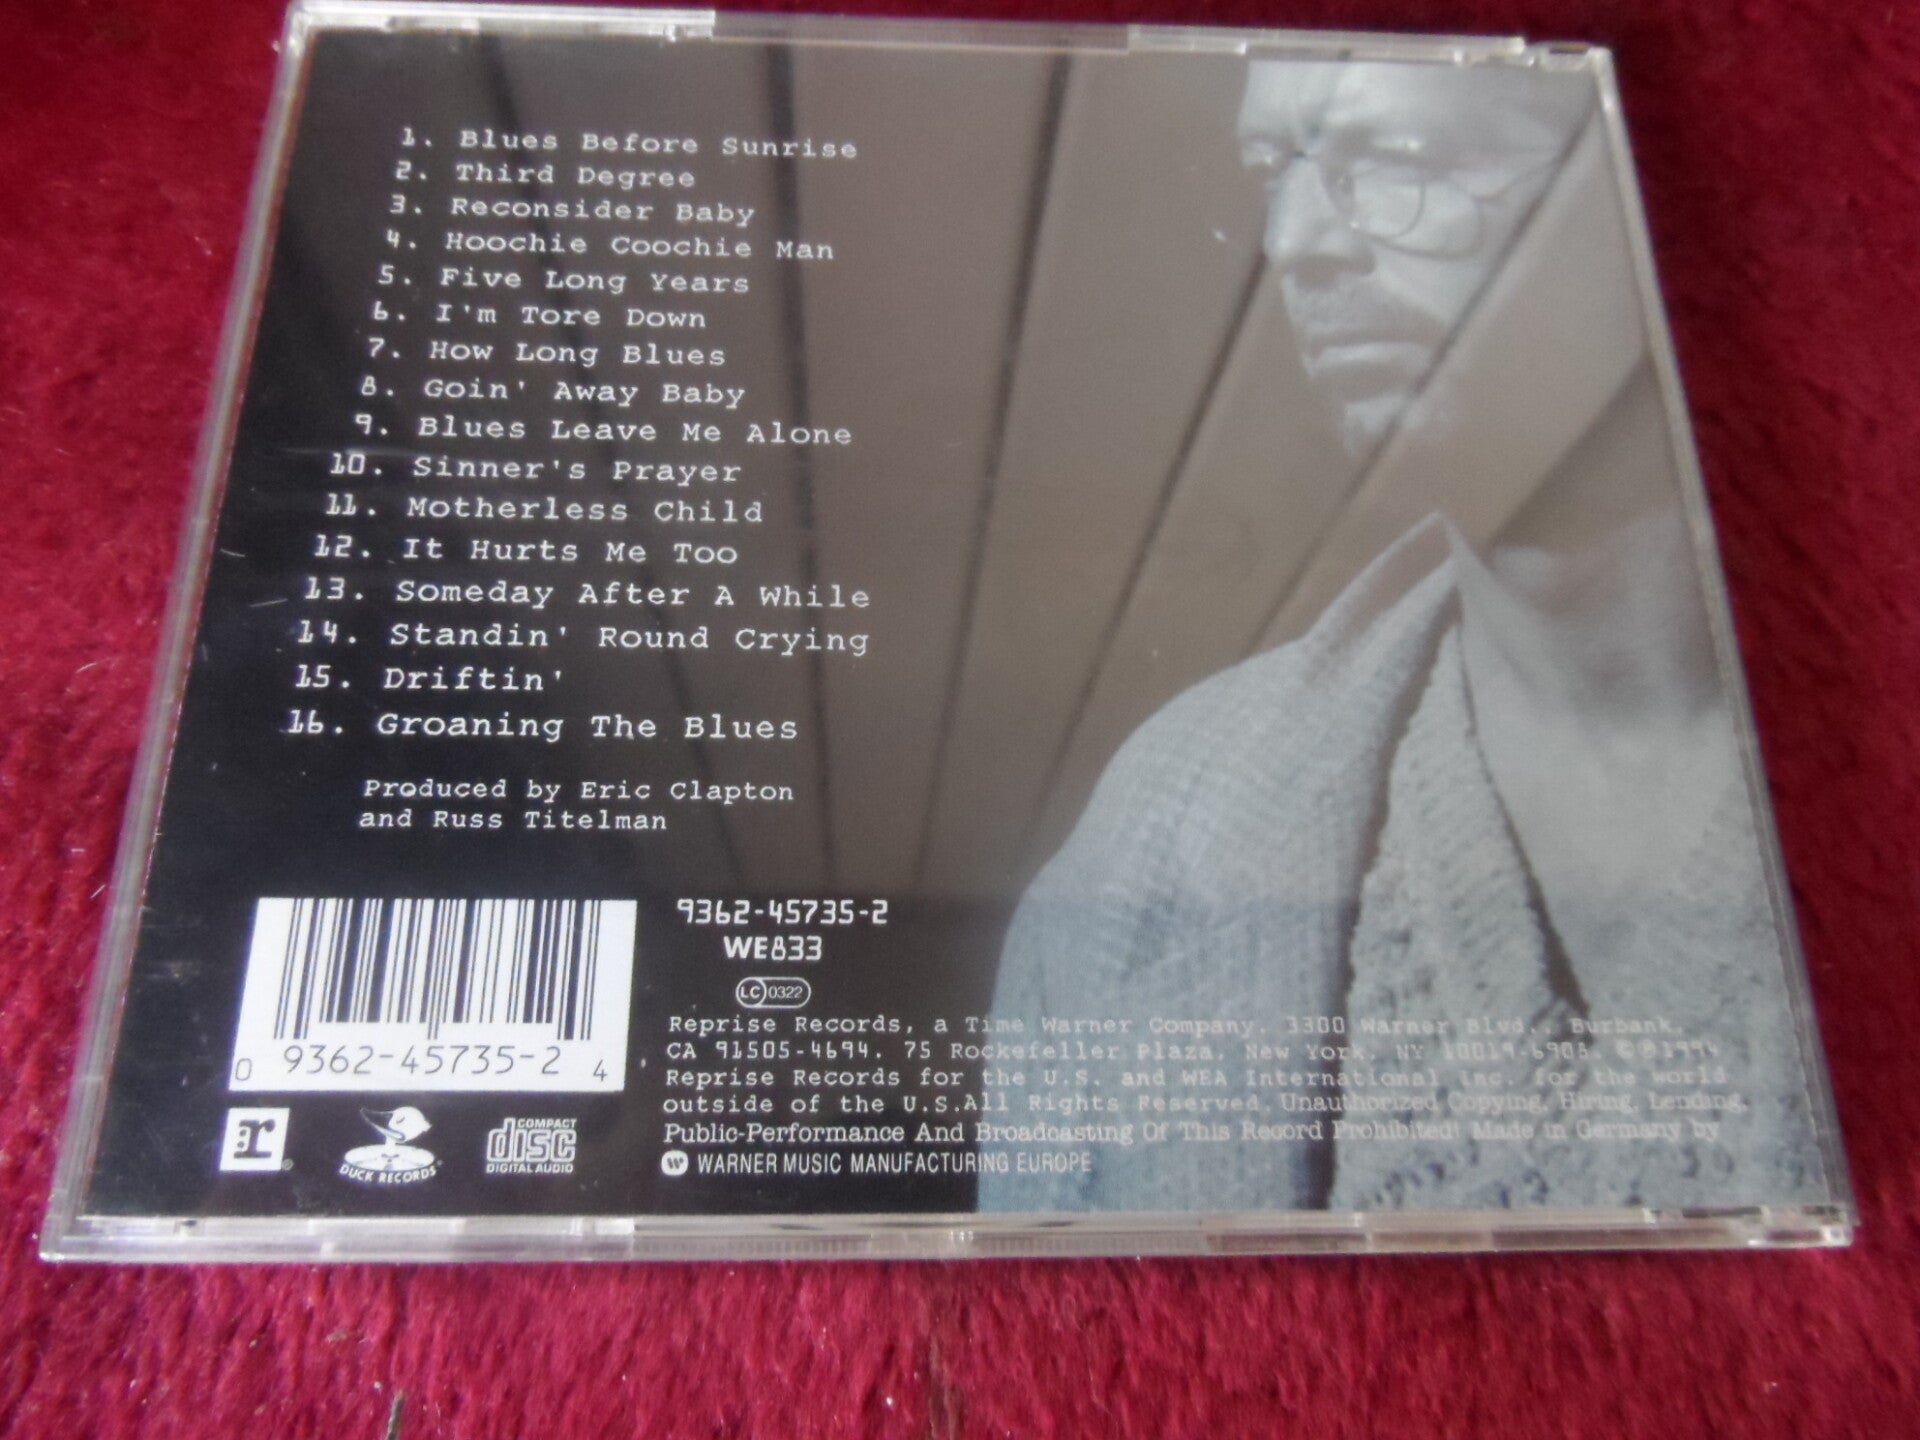 1. Blues Before Sunrise
2. Third Degree
3. Reconsider Baby
4. Hoochie Coochie Man
5. Five Long Years
6. I'm Tore Down
7. How Long Blues
8. Goin' Away Baby
9. Blues Leave Me Alone
10. Sinner's Prayer
11. Motherless Child
12. It Hurts Me Too
13. Someday After A While
14. Standin' Round Crying
15. Driftin'
16. Groaning The Blues
Produced by Eric Clapton
and Russ Titelman
9362-45735-2
WE833
LC 0322
0 9362-45735-2 4
Reprise Records, a Time Warner Company. 3300 Warner Blvd., Burbank,
CA 91505-4694. 75 Rockefeller Plaza, New York, NY 10019-6908. © ℗ 1994
Reprise Records for the U.S. and WEA International Inc. for the world
outside of the U.S.All Rights Reserved. Unauthorized Copying, Hiring, Lending,
Public-Performance And Broadcasting Of This Record Prohibited! Made in Germany by
WARNER MUSIC MANUFACTURING EUROPE
r ®
DUCK RECORDS
COMPACT
disc
DIGITAL AUDIO